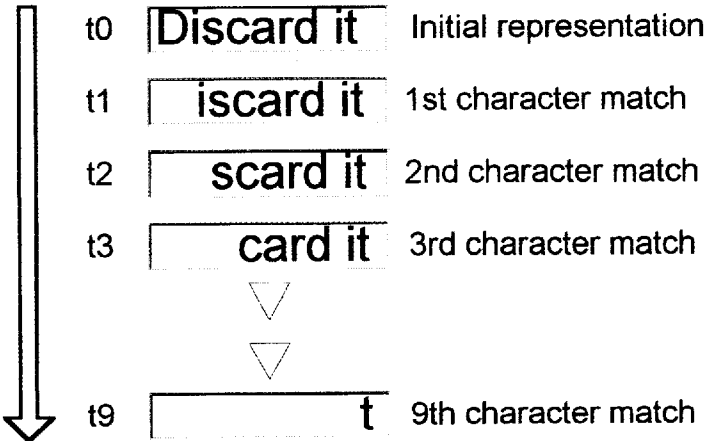 t0 Discard it Initial representation
t1 iscard it 1st character match
t2 scard it 2nd character match
t3 card it 3rd character match
t9 t 9th character match